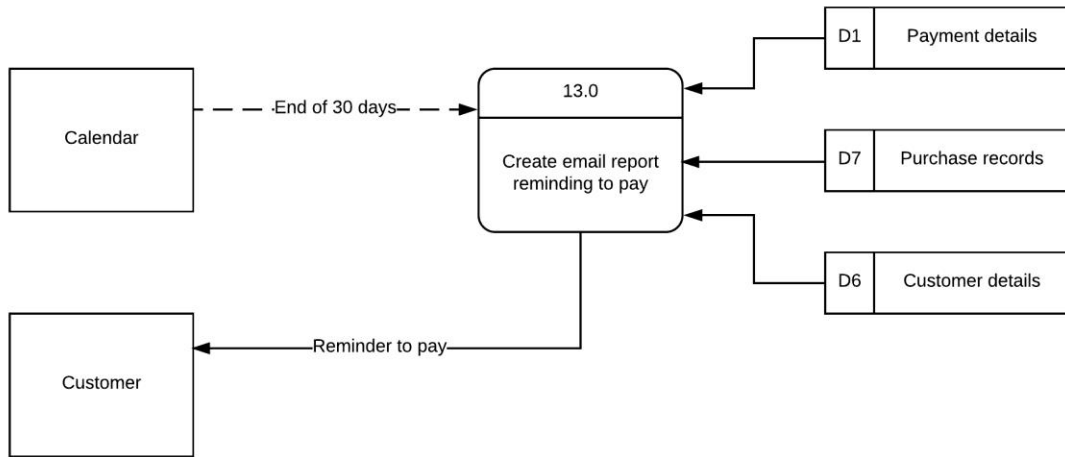 D1
Payment details
Calendar
End of 30 days
13.0
Create email report
reminding to pay
D7
Purchase records
D6
Customer details
Customer
Reminder to pay